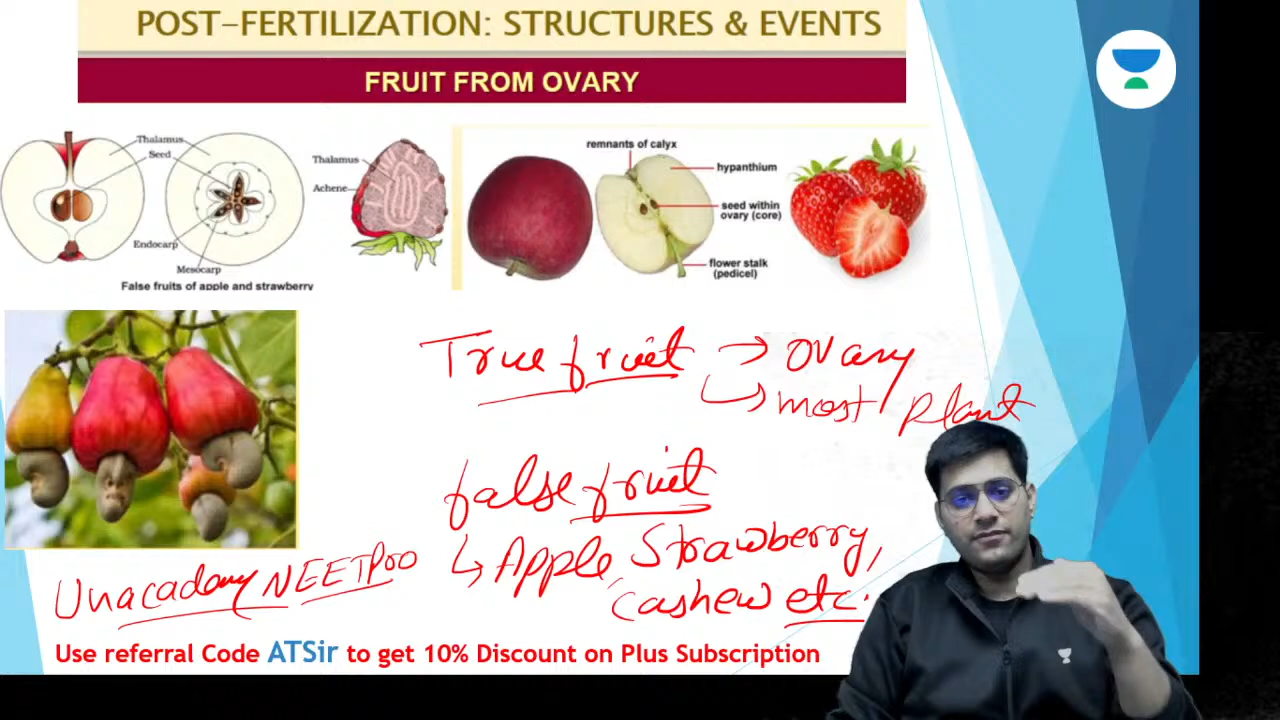 POST-FERTILIZATION: STRUCTURES & EVENTS
FRUIT FROM OVARY
Thalamus
Seed
Endocarp
Mesocarp
False fruits of apple and strawberry
Thalamus
Achene
remnants of calyx
hypanthium
seed within
ovary (core)
flower stalk
(pedicel)
True fruit → ovary
↳ most plant
false fruit
↳ Apple, Strawberry,
Cashew etc.
Unacadamy NEETPro
Use referral Code ATSir to get 10% Discount on Plus Subscription